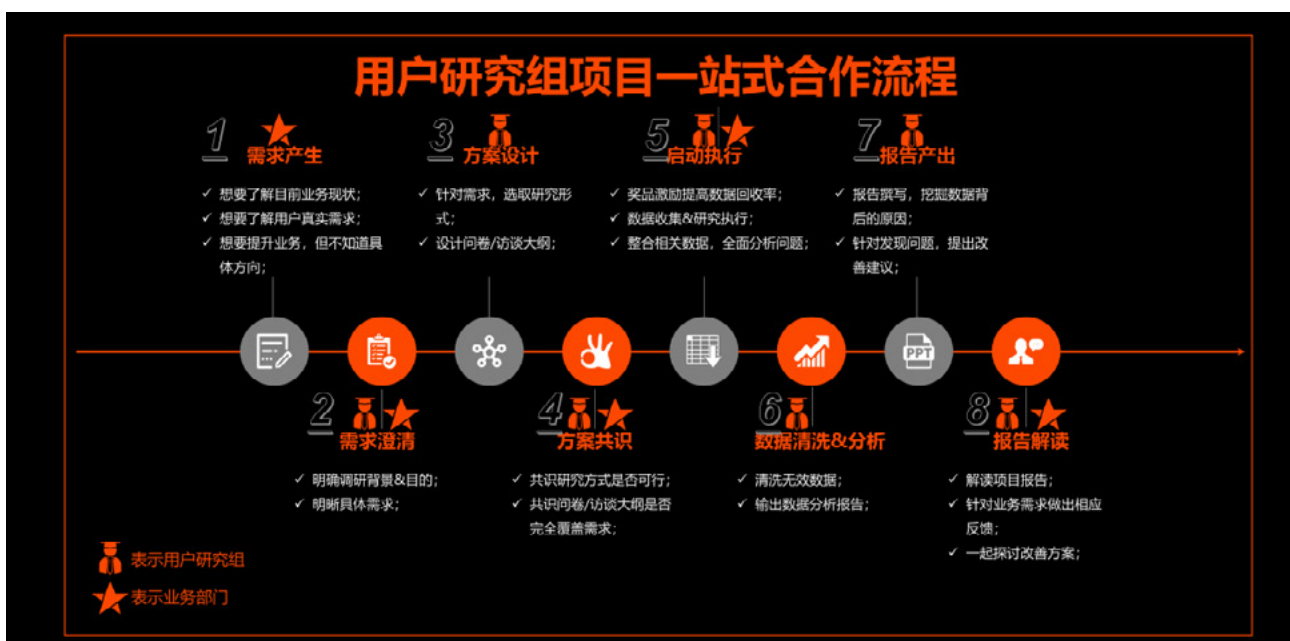 用户研究组项目一站式合作流程
1
需求产生
✓ 想要了解目前业务现状；
✓ 想要了解用户真实需求；
✓ 想要提升业务，但不知道具
体方向；
3
方案设计
✓ 针对需求，选取研究形
式；
✓ 设计问卷/访谈大纲；
5
启动执行
✓ 奖品激励提高数据回收率；
✓ 数据收集&研究执行；
✓ 整合相关数据，全面分析问题；
7
报告产出
✓ 报告撰写，挖掘数据背
后的原因；
✓ 针对发现问题，提出改
善建议；
PPT
2
需求澄清
✓ 明确调研背景&目的；
✓ 明晰具体需求；
4
方案共识
✓ 共识研究方式是否可行；
✓ 共识问卷/访谈大纲是否
完全覆盖需求；
6
数据清洗&分析
✓ 清洗无效数据；
✓ 输出数据分析报告；
8
报告解读
✓ 解读项目报告；
✓ 针对业务需求做出相应
反馈；
✓ 一起探讨改善方案；
表示用户研究组
表示业务部门